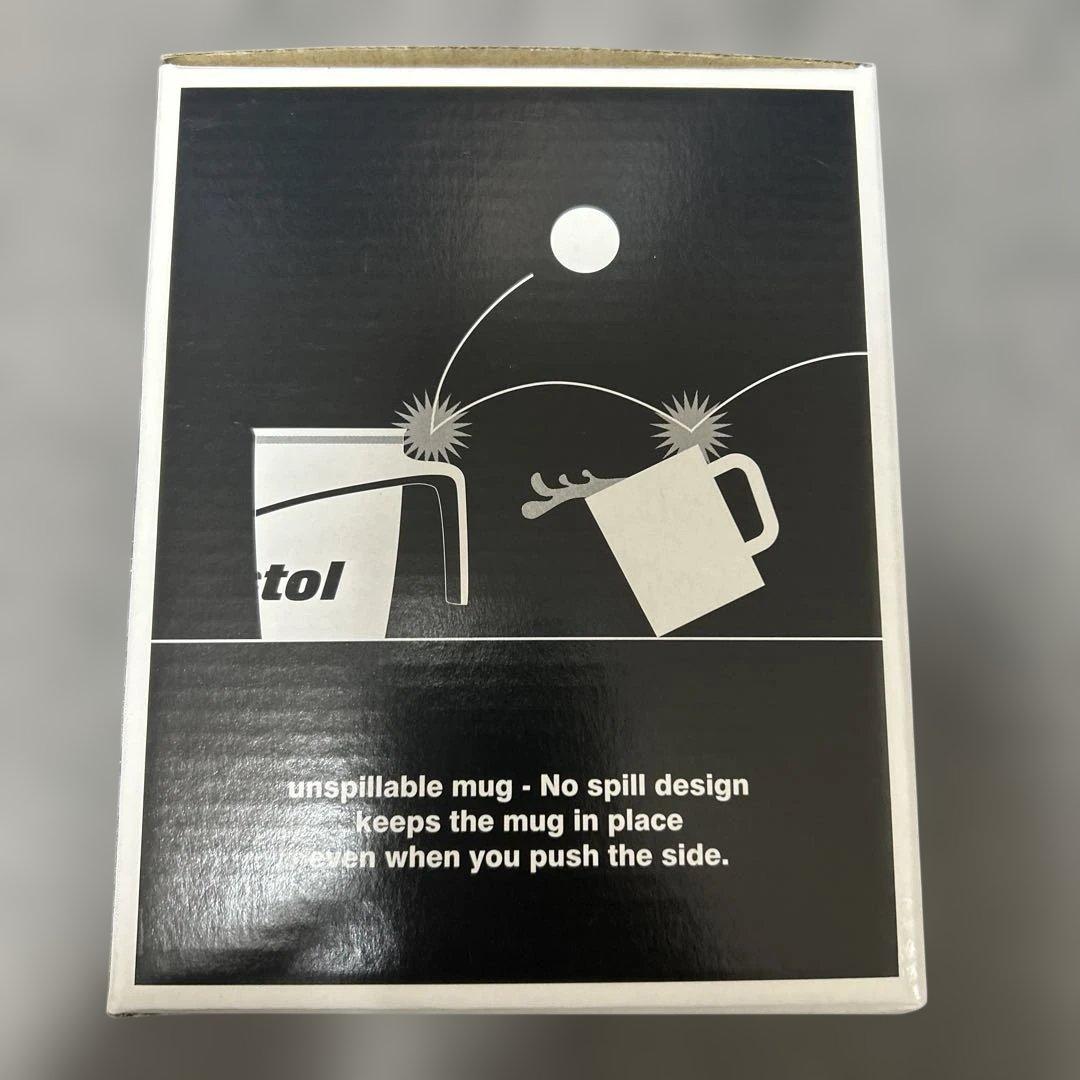 stol
unspillable mug - No spill design
keeps the mug in place
even when you push the side.